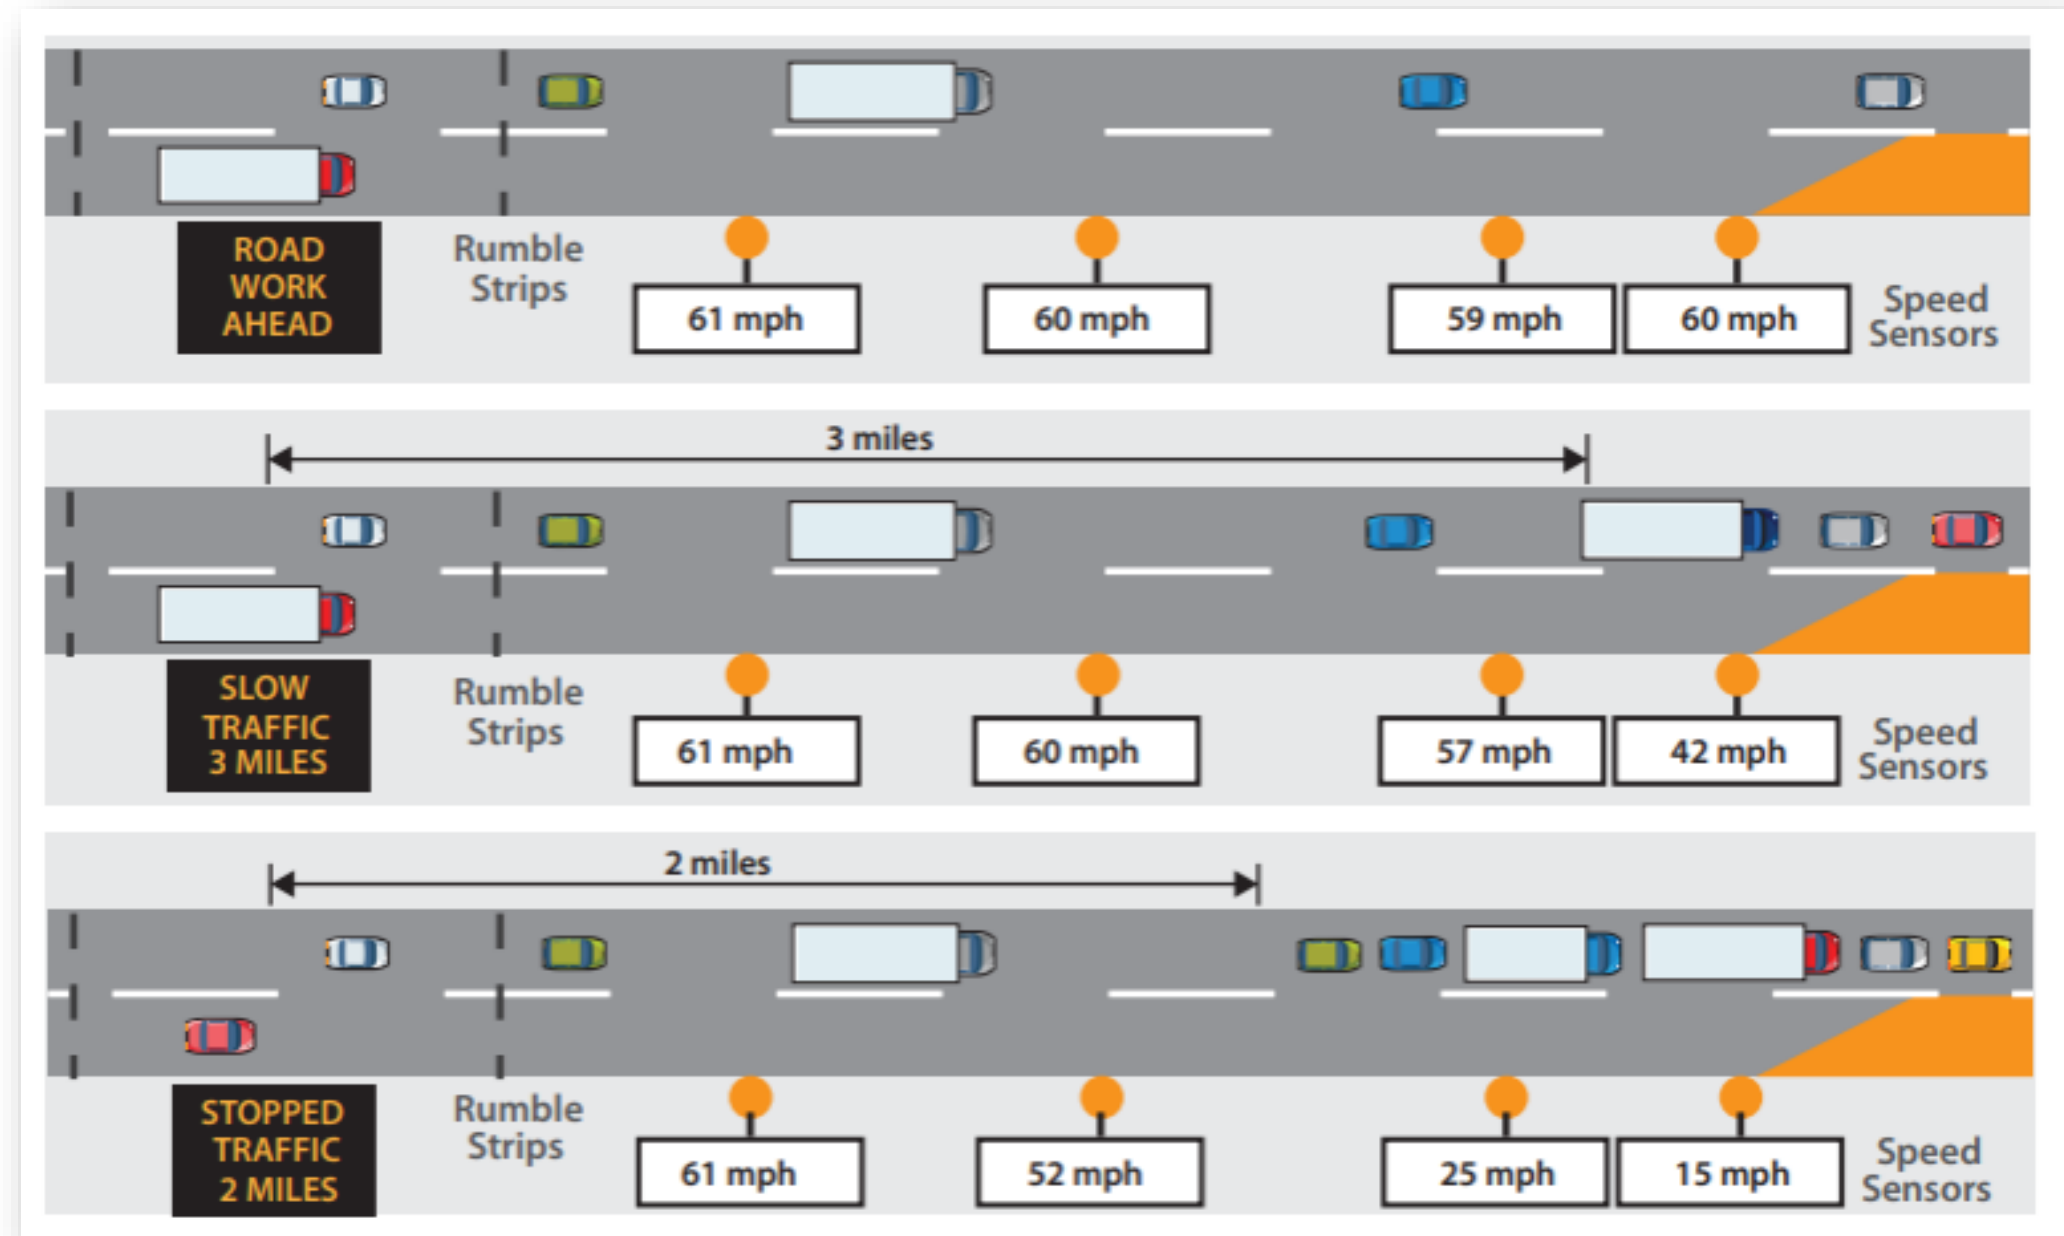 ROAD
WORK
AHEAD
Rumble
Strips
61 mph
60 mph
59 mph
60 mph
Speed
Sensors
3 miles
SLOW
TRAFFIC
3 MILES
Rumble
Strips
61 mph
60 mph
57 mph
42 mph
Speed
Sensors
2 miles
STOPPED
TRAFFIC
2 MILES
Rumble
Strips
61 mph
52 mph
25 mph
15 mph
Speed
Sensors